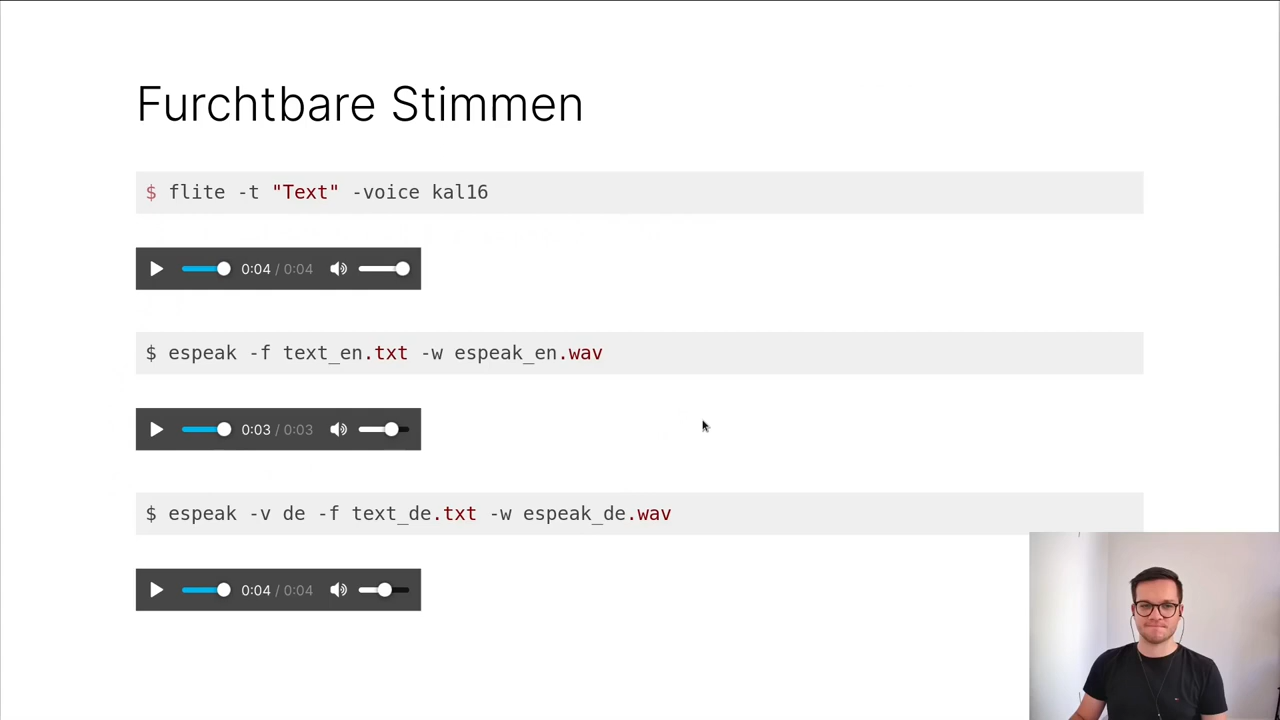 Furchtbare Stimmen
$ flite -t "Text" -voice kal16
0:04 / 0:04
$ espeak -f text_en.txt -w espeak_en.wav
0:03 / 0:03
$ espeak -v de -f text_de.txt -w espeak_de.wav
0:04 / 0:04